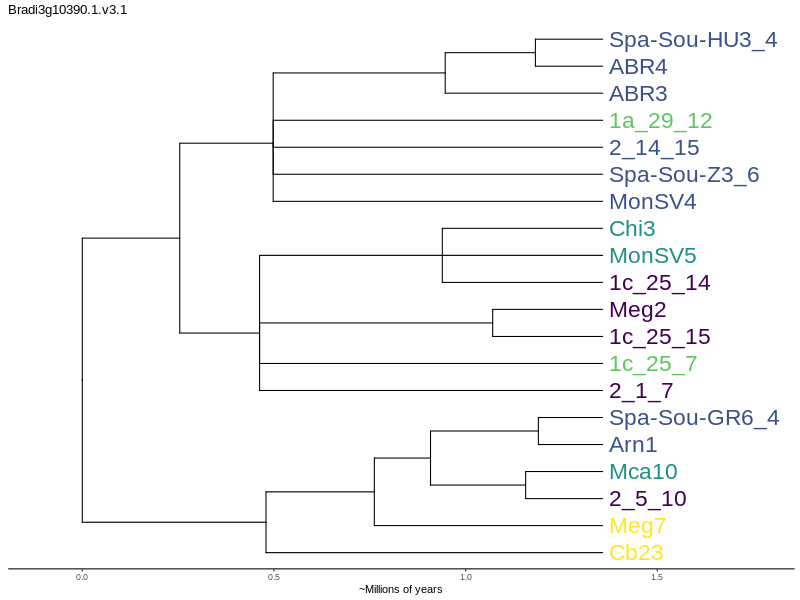 Bradi3g10390.1.v3.1
Spa-Sou-HU3_4
ABR4
ABR3
1a_29_12
2_14_15
Spa-Sou-Z3_6
MonSV4
Chi3
MonSV5
1c_25_14
Meg2
1c_25_15
1c_25_7
2_1_7
Spa-Sou-GR6_4
Arn1
Mca10
2_5_10
Meg7
Cb23
0.0 0.5 1.0 1.5
~Millions of years